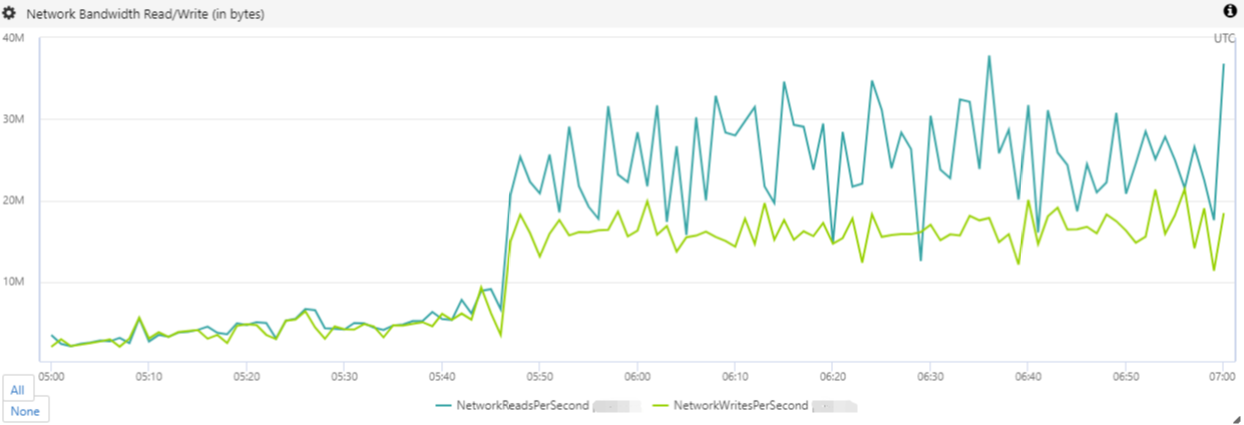 Network Bandwidth Read/Write (in bytes)
40M
UTC
30M
20M
10M
05:00 05:10 05:20 05:30 05:40 05:50 06:00 06:10 06:20 06:30 06:40 06:50 07:00
All
None
NetworkReadsPerSecond NetworkWritesPerSecond